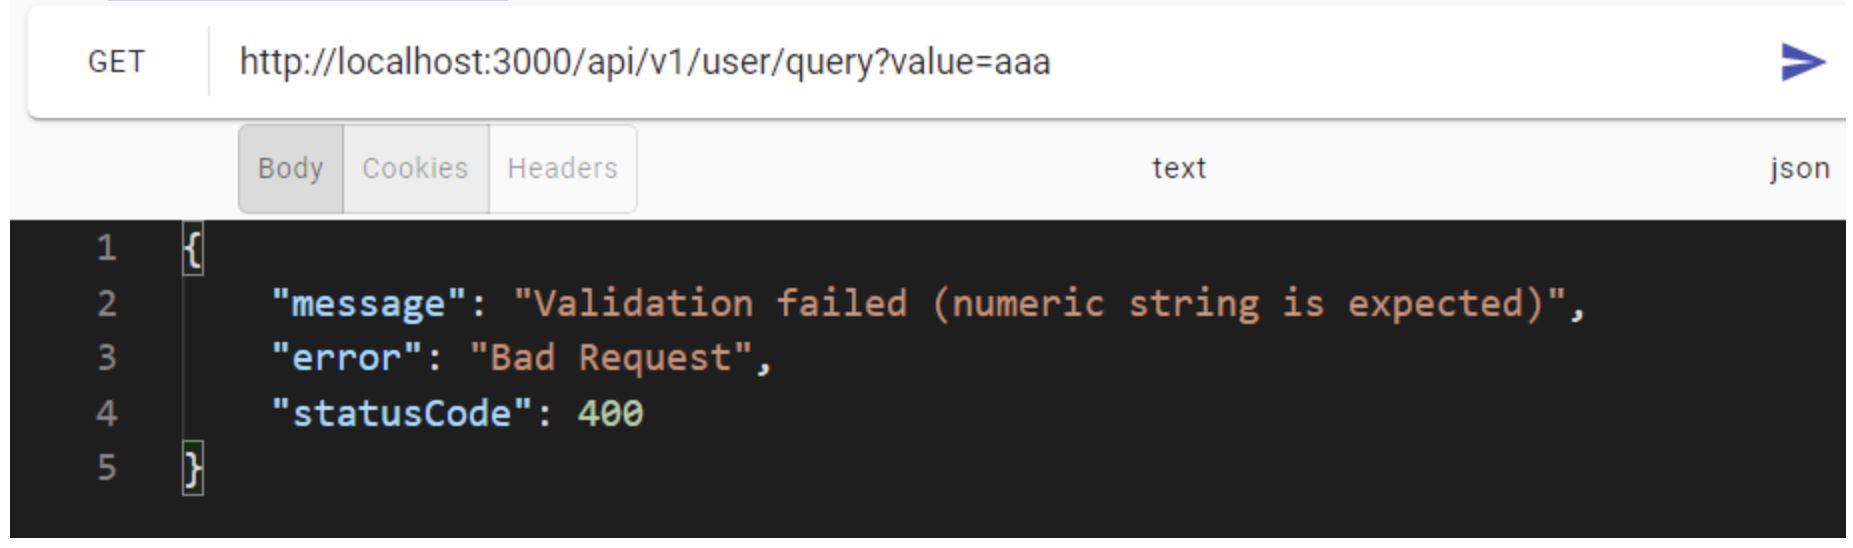 GET http://localhost:3000/api/v1/user/query?value=aaa
Body Cookies Headers text json
1 {
2 "message": "Validation failed (numeric string is expected)",
3 "error": "Bad Request",
4 "statusCode": 400
5 }